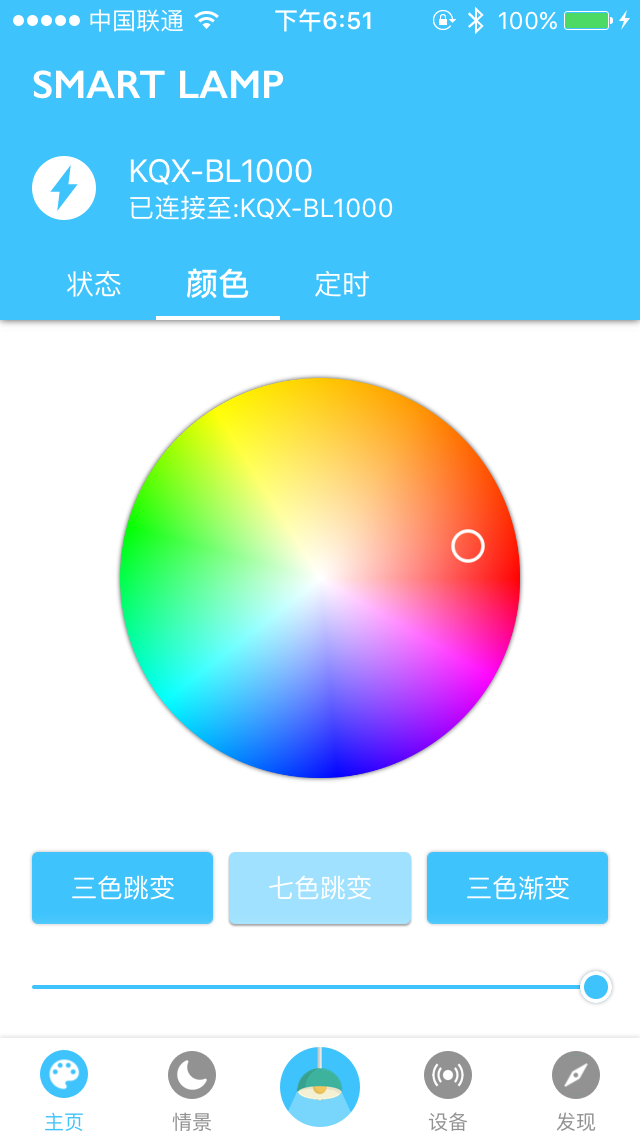 中国联通 下午6:51 100%
SMART LAMP
KQX-BL1000
已连接至:KQX-BL1000
状态 颜色 定时
三色跳变 七色跳变 三色渐变
主页 情景 设备 发现